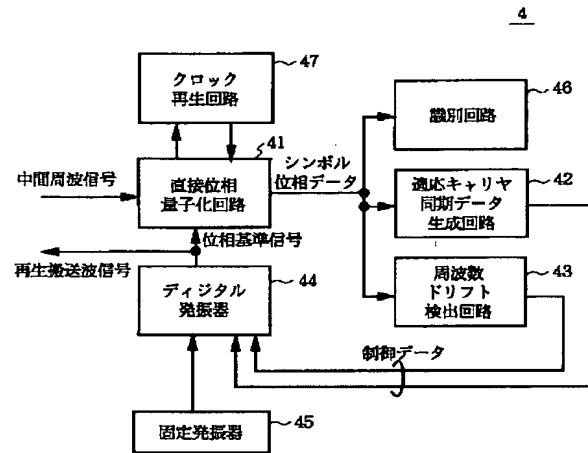 4
クロック
再生回路
47
直接位相
量子化回路
41
シンボル
位相データ
中間周波信号
位相基準信号
再生搬送波信号
ディジタル
発振器
44
固定発振器
45
識別回路
46
適応キャリヤ
同期データ
生成回路
42
周波数
ドリフト
検出回路
43
制御データ